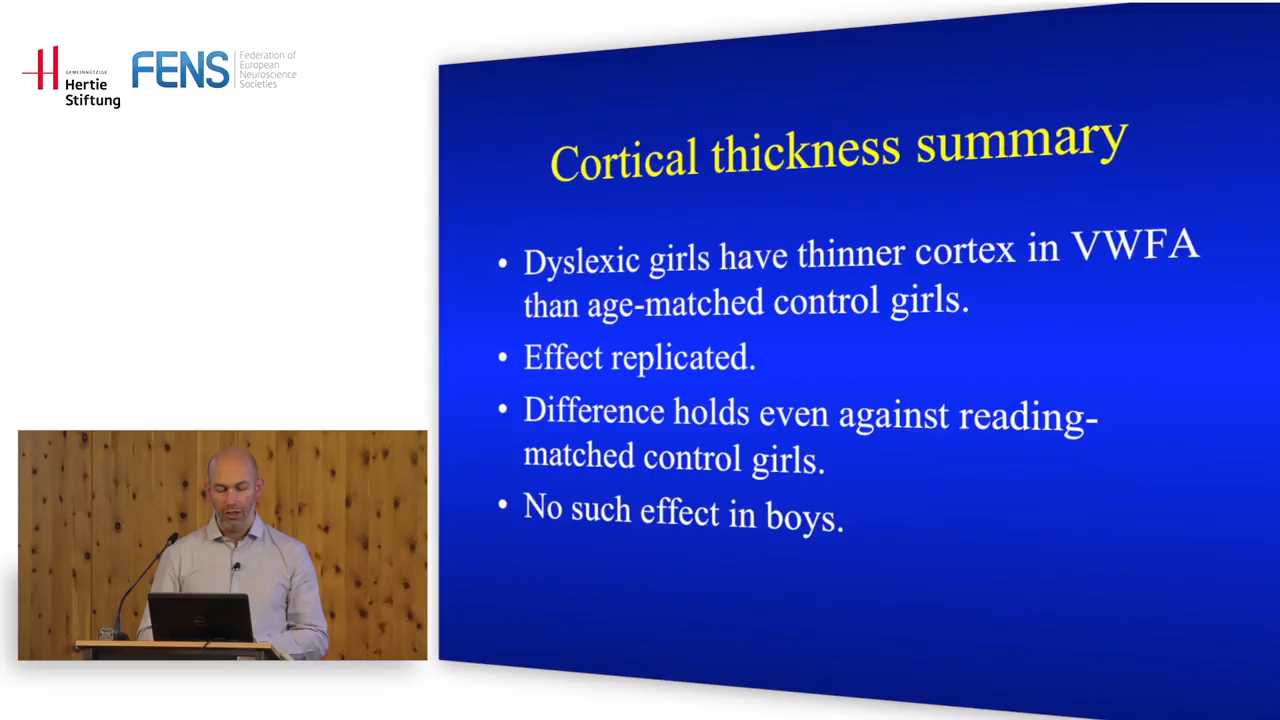 GEMEINNÜTZIGE
Hertie
Stiftung
FENS
Federation of
European
Neuroscience
Societies
Cortical thickness summary
• Dyslexic girls have thinner cortex in VWFA
than age-matched control girls.
• Effect replicated.
• Difference holds even against reading-
matched control girls.
• No such effect in boys.